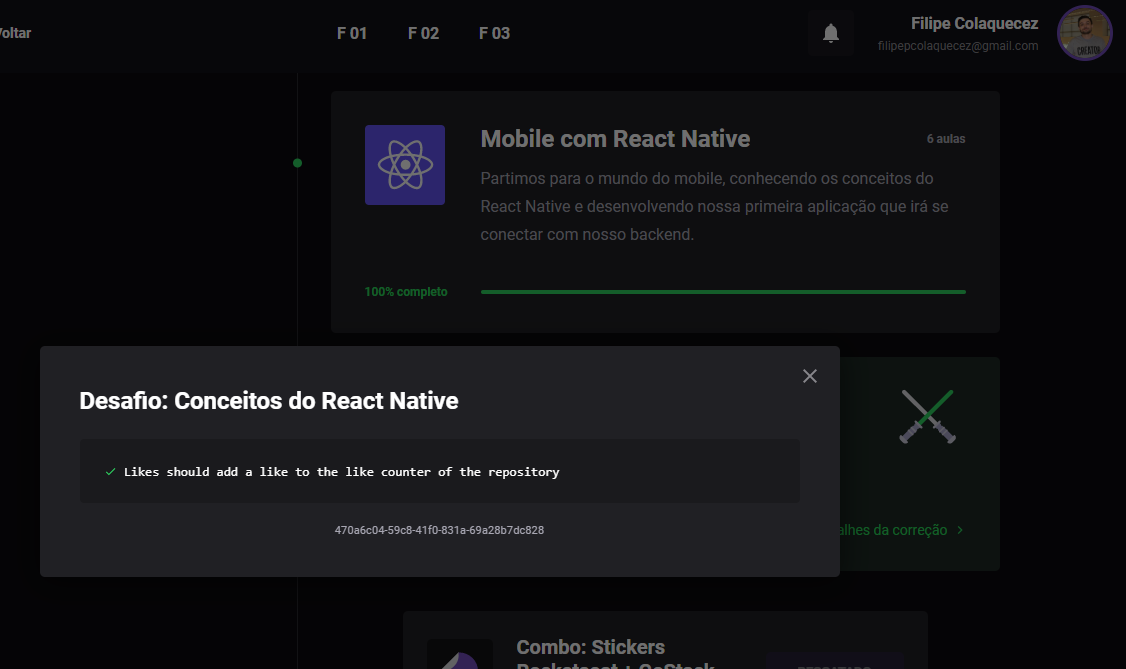 Voltar
F 01
F 02
F 03
Filipe Colaquecez
filipepcolaquecez@gmail.com
CREATOR
Mobile com React Native
6 aulas
Partimos para o mundo do mobile, conhecendo os conceitos do
React Native e desenvolvendo nossa primeira aplicação que irá se
conectar com nosso backend.
100% completo
Desafio: Conceitos do React Native
Likes should add a like to the like counter of the repository
470a6c04-59c8-41f0-831a-69a28b7dc828
alhes da correção
Combo: Stickers